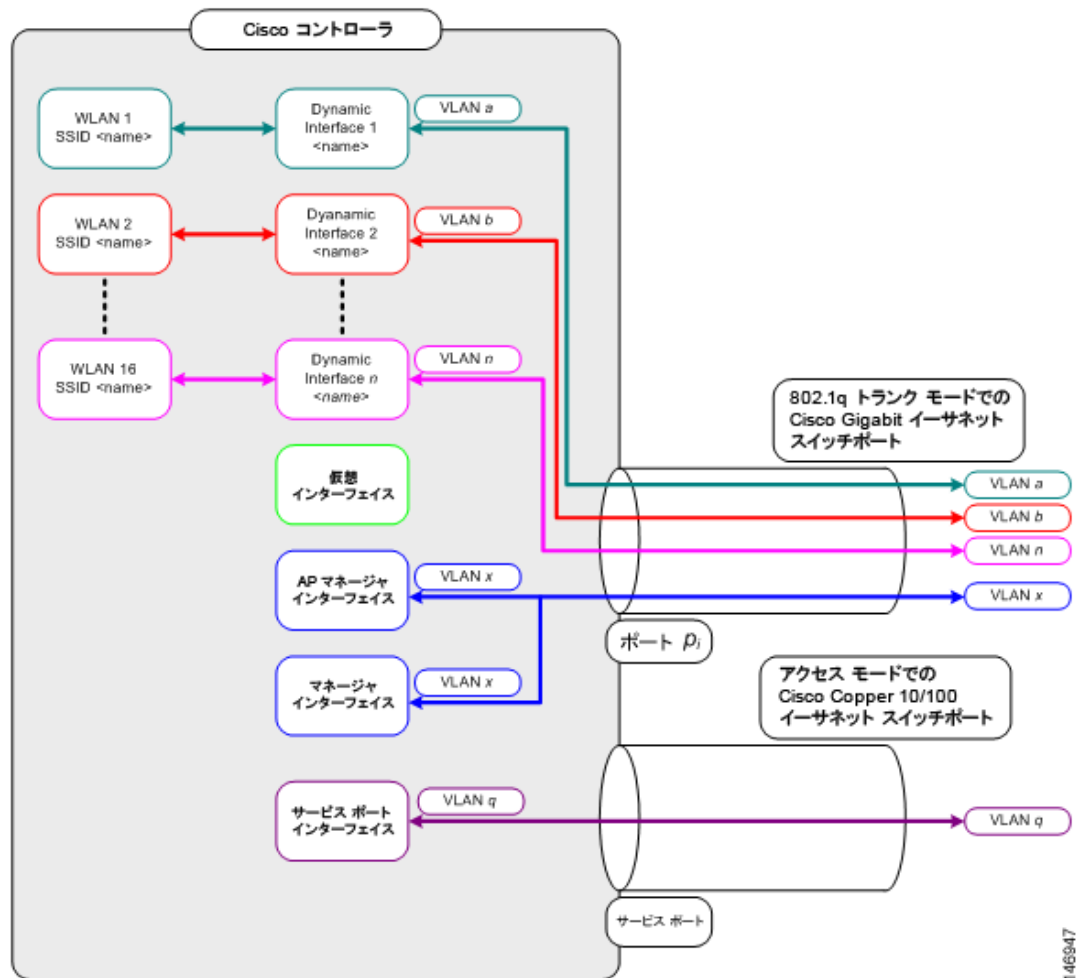 Cisco コントローラ
WLAN 1
SSID <name>
Dynamic
Interface 1
<name>
VLAN a
WLAN 2
SSID <name>
Dyanamic
Interface 2
<name>
VLAN b
WLAN 16
SSID <name>
Dynamic
Interface n
<name>
VLAN n
802.1q トランク モードでの
Cisco Gigabit イーサネット
スイッチポート
仮想
インターフェイス
VLAN a
VLAN b
VLAN n
AP マネージャ
インターフェイス
VLAN x
VLAN x
ポート pi
マネージャ
インターフェイス
VLAN x
アクセス モードでの
Cisco Copper 10/100
イーサネット スイッチポート
サービス ポート
インターフェイス
VLAN q
VLAN q
サービス ポート
146947